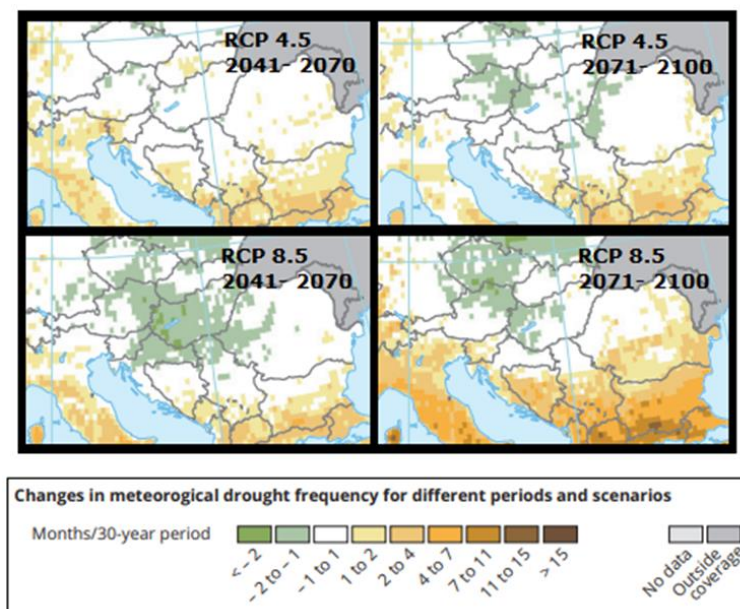 RCP 4.5
2041- 2070
RCP 4.5
2071- 2100
RCP 8.5
2041- 2070
RCP 8.5
2071- 2100
Changes in meteorogical drought frequency for different periods and scenarios
Months/30-year period
< – 2
– 2 to – 1
– 1 to 1
1 to 2
2 to 4
4 to 7
7 to 11
11 to 15
> 15
No data
Outside
coverage